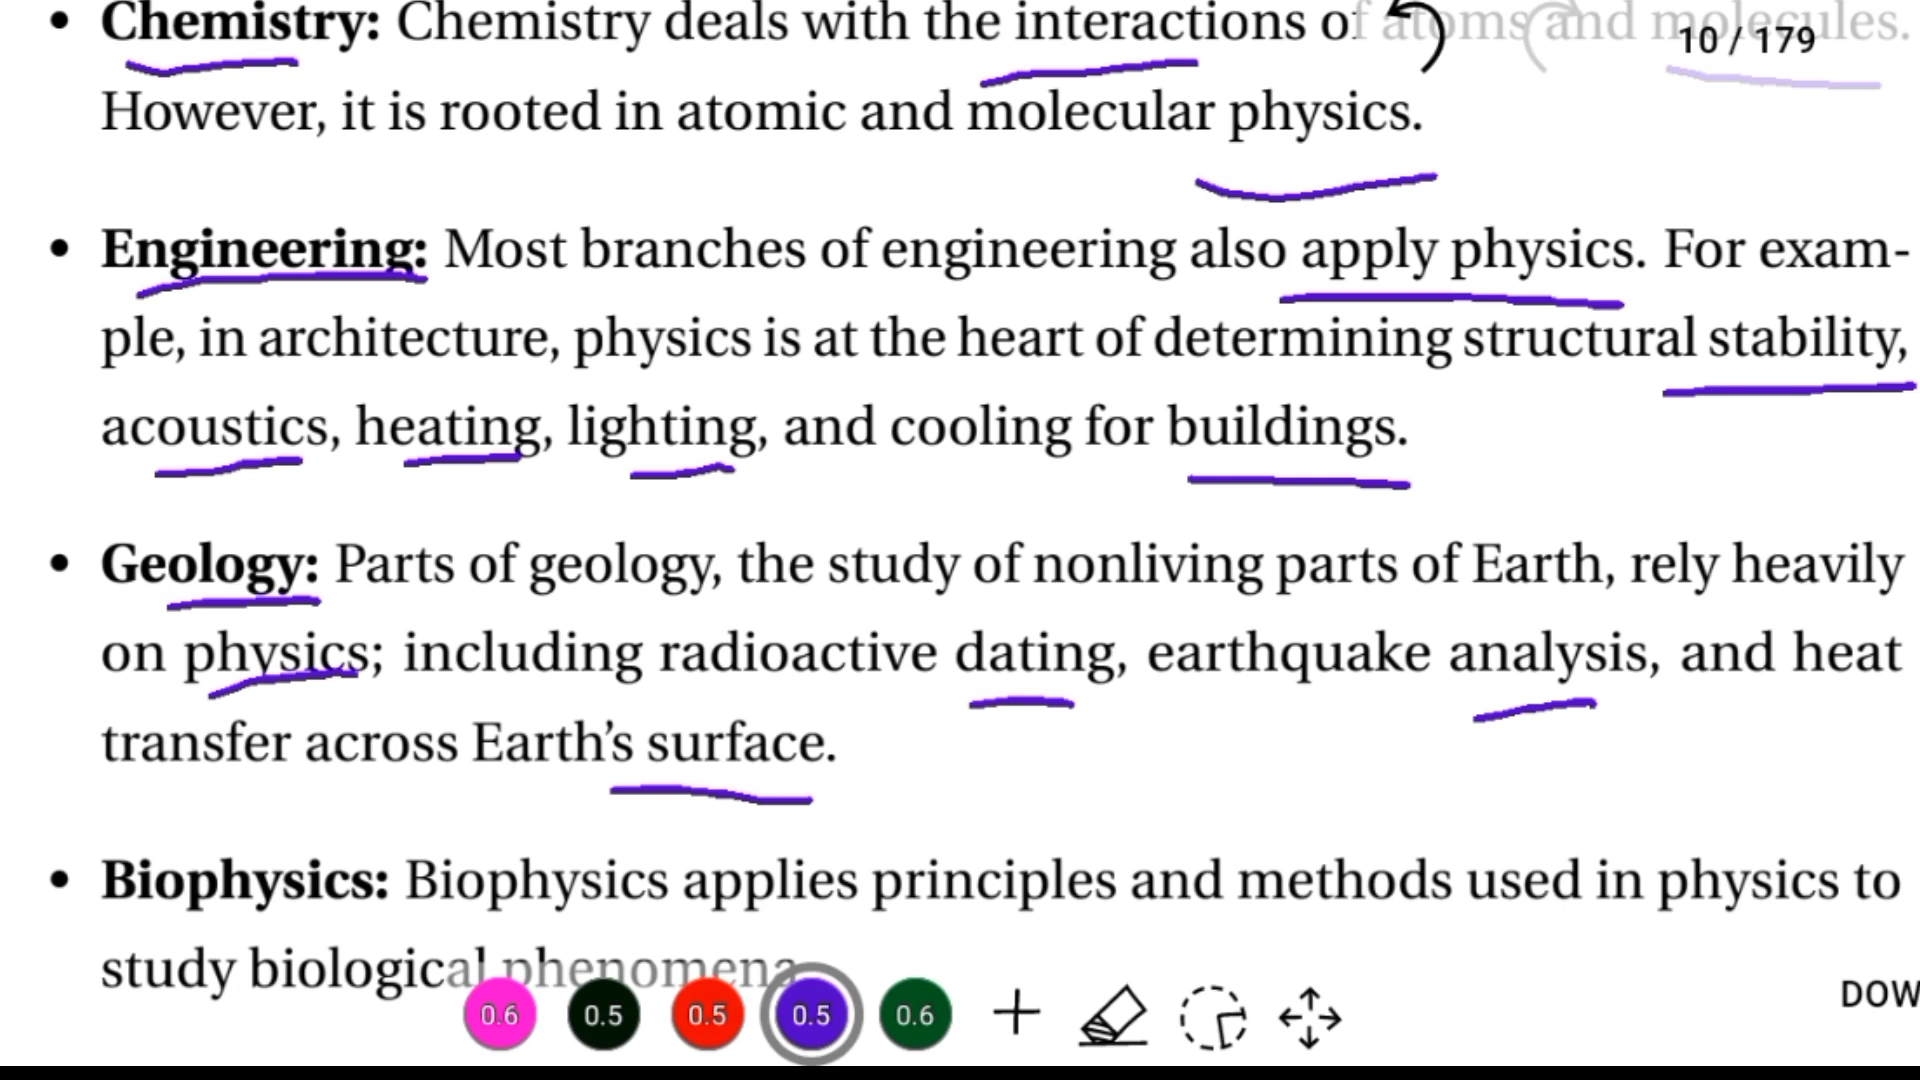 • Chemistry: Chemistry deals with the interactions of atoms and molecules.
10 / 179
However, it is rooted in atomic and molecular physics.
• Engineering: Most branches of engineering also apply physics. For exam-
ple, in architecture, physics is at the heart of determining structural stability,
acoustics, heating, lighting, and cooling for buildings.
• Geology: Parts of geology, the study of nonliving parts of Earth, rely heavily
on physics; including radioactive dating, earthquake analysis, and heat
transfer across Earth's surface.
• Biophysics: Biophysics applies principles and methods used in physics to
study biological phenomena
0.6 0.5 0.5 0.5 0.6
DOW